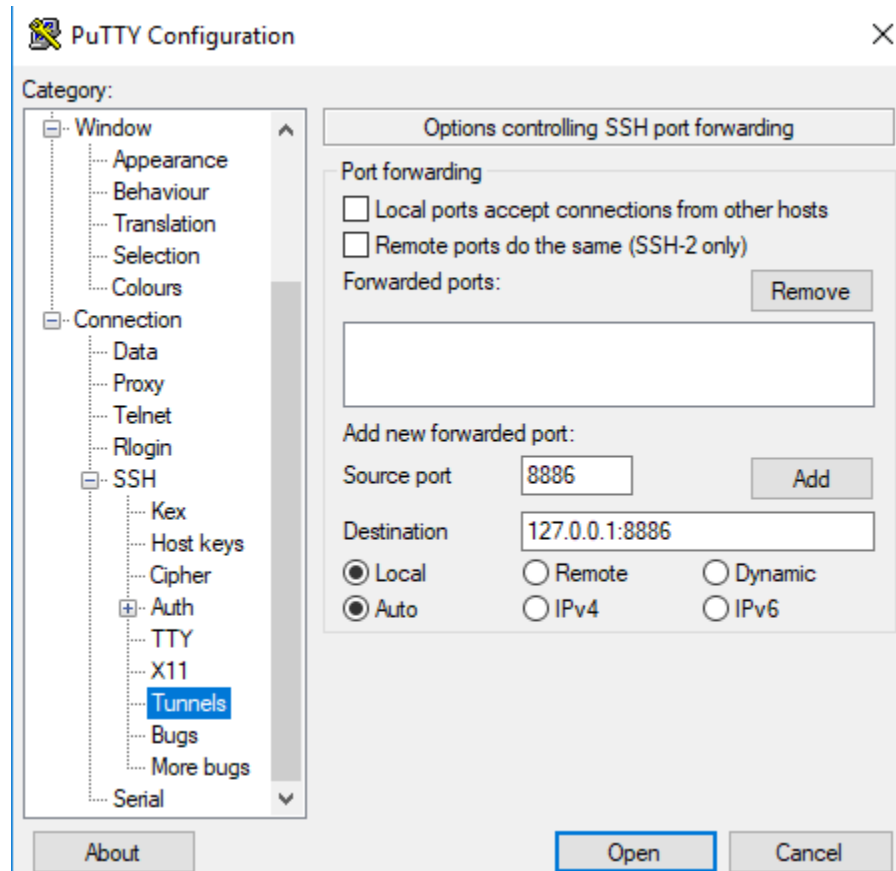 PuTTY Configuration
Category:
Window
Appearance
Behaviour
Translation
Selection
Colours
Connection
Data
Proxy
Telnet
Rlogin
SSH
Kex
Host keys
Cipher
Auth
TTY
X11
Tunnels
Bugs
More bugs
Serial
Options controlling SSH port forwarding
Port forwarding
Local ports accept connections from other hosts
Remote ports do the same (SSH-2 only)
Forwarded ports:
Remove
Add new forwarded port:
Source port 8886 Add
Destination 127.0.0.1:8886
Local Remote Dynamic
Auto IPv4 IPv6
About Open Cancel